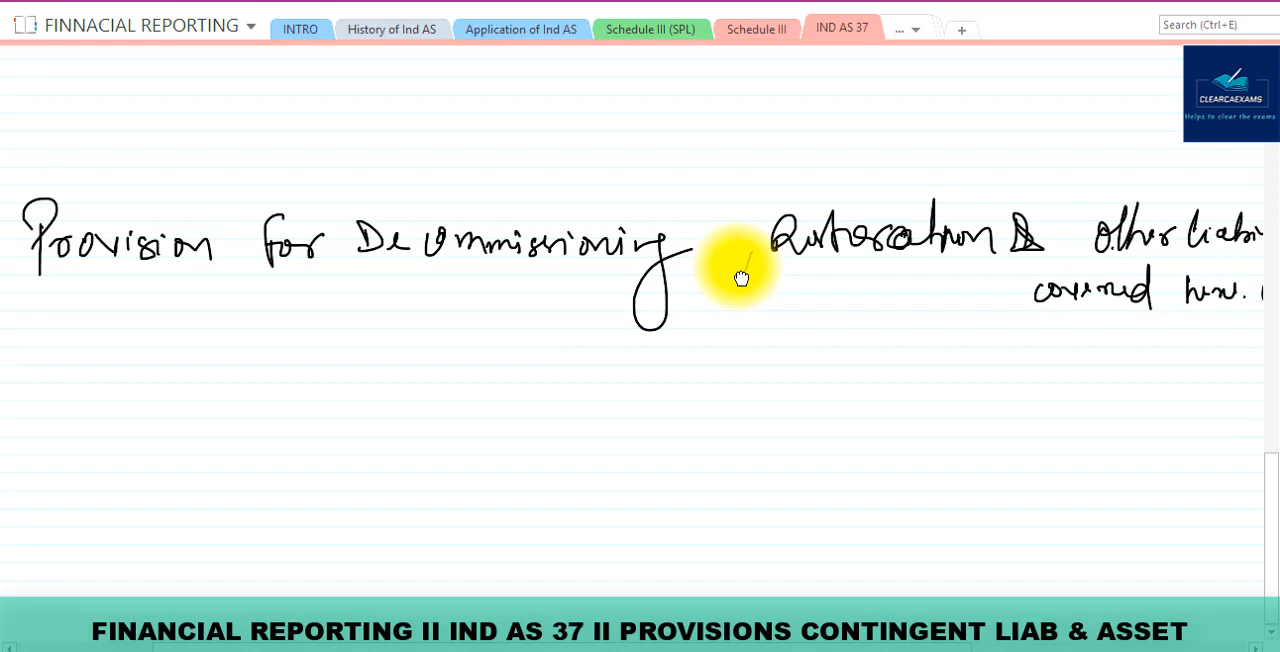 FINNACIAL REPORTING
INTRO
History of Ind AS
Application of Ind AS
Schedule III (SPL)
Schedule III
IND AS 37
...
+
Search (Ctrl+E)
CLEARCAEXAMS
Helps to clear the exams
Provision for Decommissioning Restoration & Other liabi
covered here.
FINANCIAL REPORTING II IND AS 37 II PROVISIONS CONTINGENT LIAB & ASSET